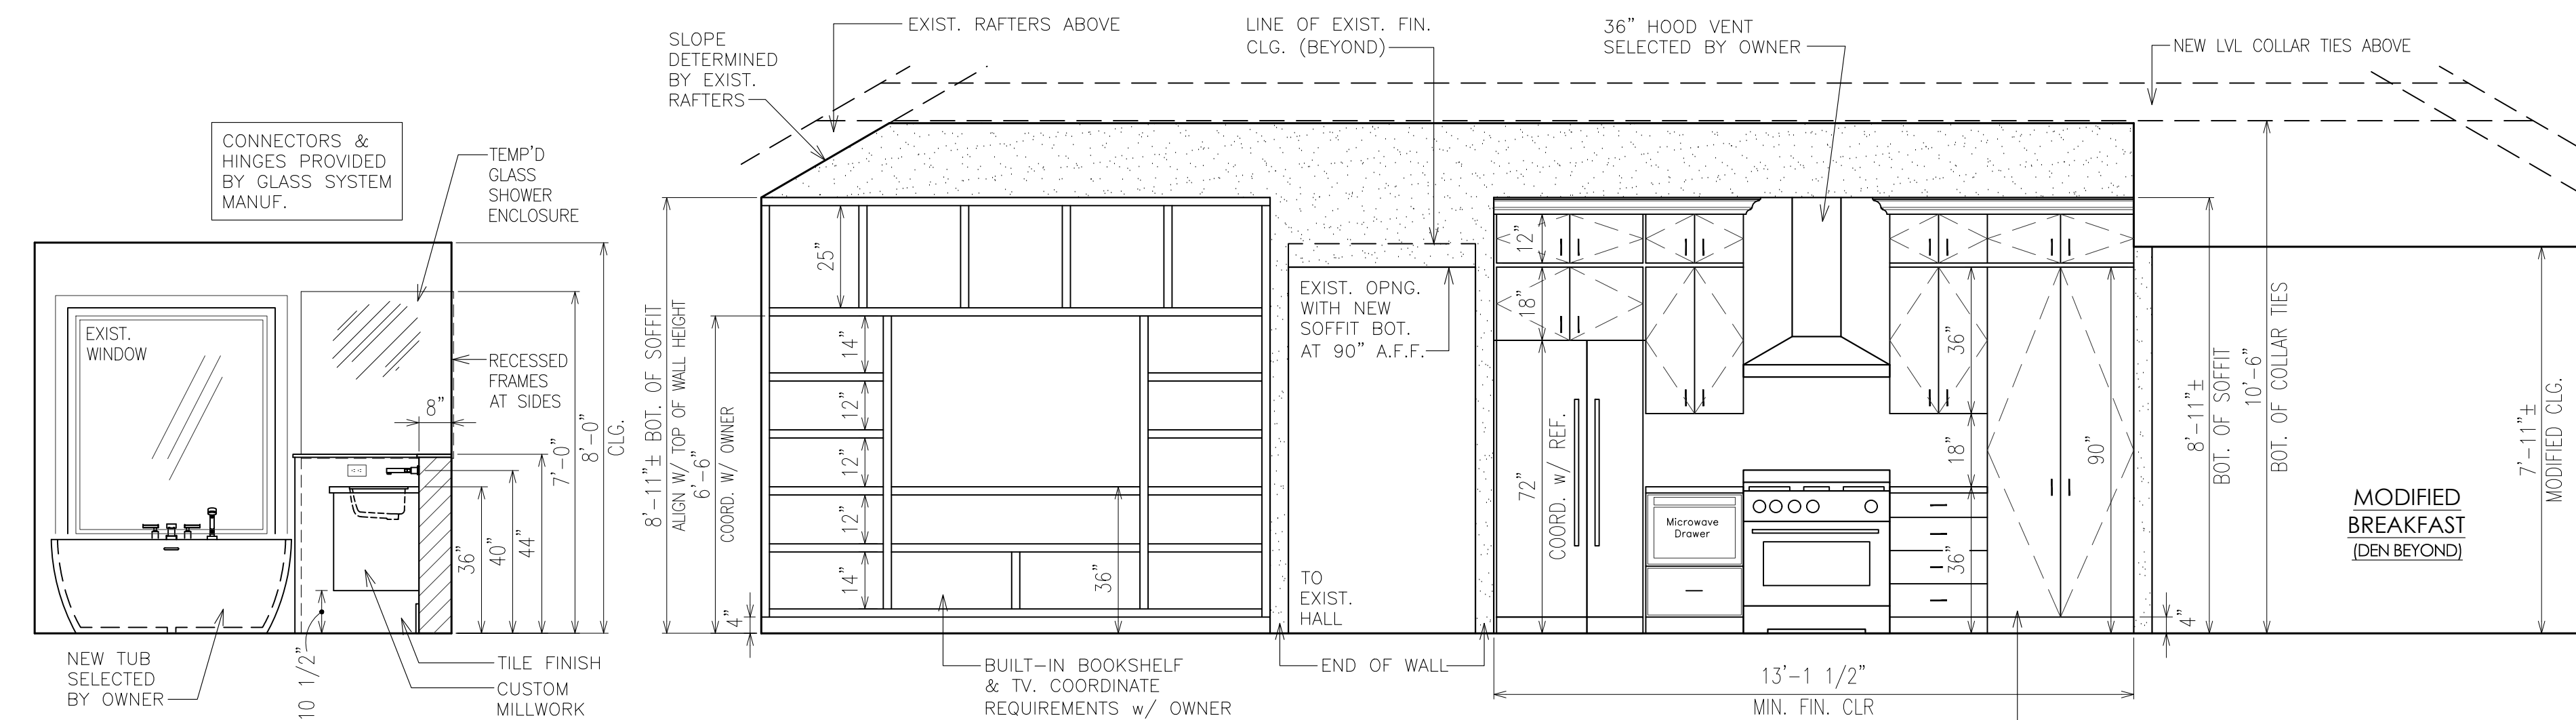 CONNECTORS &
HINGES PROVIDED
BY GLASS SYSTEM
MANUF.
TEMP'D
GLASS
SHOWER
ENCLOSURE
EXIST.
WINDOW
RECESSED
FRAMES
AT SIDES
8"
36"
40"
44"
7'-0"
8'-0"
CLG.
10 1/2"
NEW TUB
SELECTED
BY OWNER
TILE FINISH
CUSTOM
MILLWORK
SLOPE
DETERMINED
BY EXIST.
RAFTERS
EXIST. RAFTERS ABOVE
LINE OF EXIST. FIN.
CLG. (BEYOND)
36" HOOD VENT
SELECTED BY OWNER
NEW LVL COLLAR TIES ABOVE
8'-11"± BOT. OF SOFFIT
ALIGN W/ TOP OF WALL HEIGHT
6'-6"
COORD. W/ OWNER
4"
25"
14"
12"
12"
12"
14"
36"
BUILT-IN BOOKSHELF
& TV. COORDINATE
REQUIREMENTS w/ OWNER
EXIST. OPNG.
WITH NEW
SOFFIT BOT.
AT 90" A.F.F.
TO
EXIST.
HALL
END OF WALL
12"
18"
72"
COORD. w/ REF.
Microwave
Drawer
36"
18"
36"
90"
13'-1 1/2"
MIN. FIN. CLR
4"
8'-11"±
BOT. OF SOFFIT
10'-6"
BOT. OF COLLAR TIES
MODIFIED
BREAKFAST
(DEN BEYOND)
7'-11"±
MODIFIED CLG.